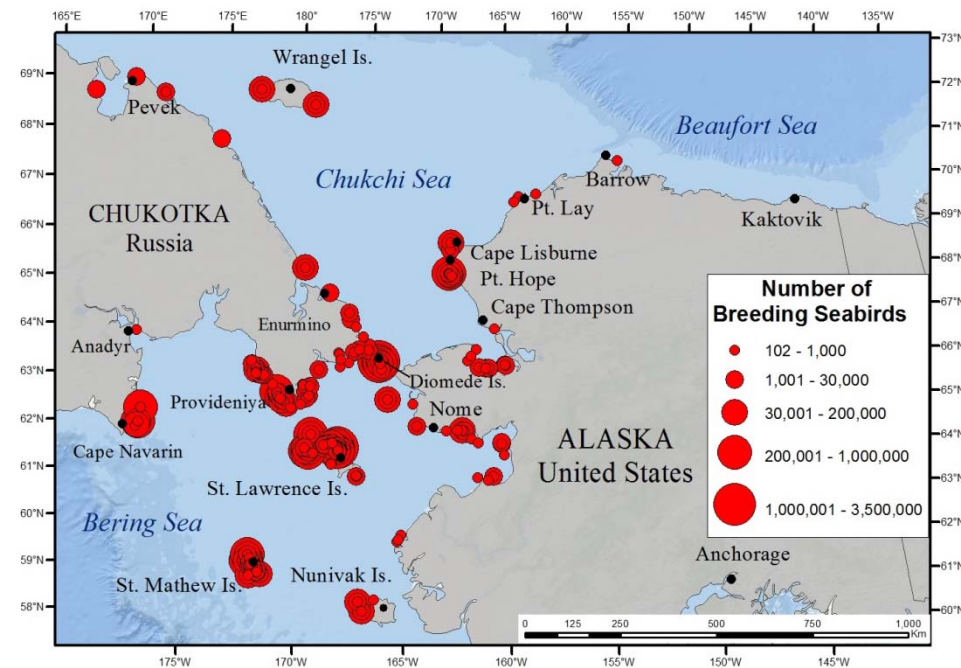 165°E 170°E 175°E 180° 175°W 170°W 165°W 160°W 155°W 150°W 145°W 140°W 135°W
73°N
72°N
71°N
70°N
69°N
68°N
67°N
66°N
65°N
64°N
63°N
62°N
61°N
60°N
69°N
68°N
67°N
66°N
65°N
64°N
63°N
62°N
61°N
60°N
59°N
58°N
Wrangel Is.
Pevek
Beaufort Sea
Chukchi Sea
Barrow
Pt. Lay
Kaktovik
CHUKOTKA
Russia
Cape Lisburne
Pt. Hope
Cape Thompson
Enurmino
Anadyr
Diomede Is.
Provideniya
Nome
Cape Navarin
ALASKA
United States
St. Lawrence Is.
Bering Sea
St. Mathew Is.
Nunivak Is.
Anchorage
Number of
Breeding Seabirds
102 - 1,000
1,001 - 30,000
30,001 - 200,000
200,001 - 1,000,000
1,000,001 - 3,500,000
0 125 250 500 750 1,000
Km
175°W 170°W 165°W 160°W 155°W 150°W 145°W